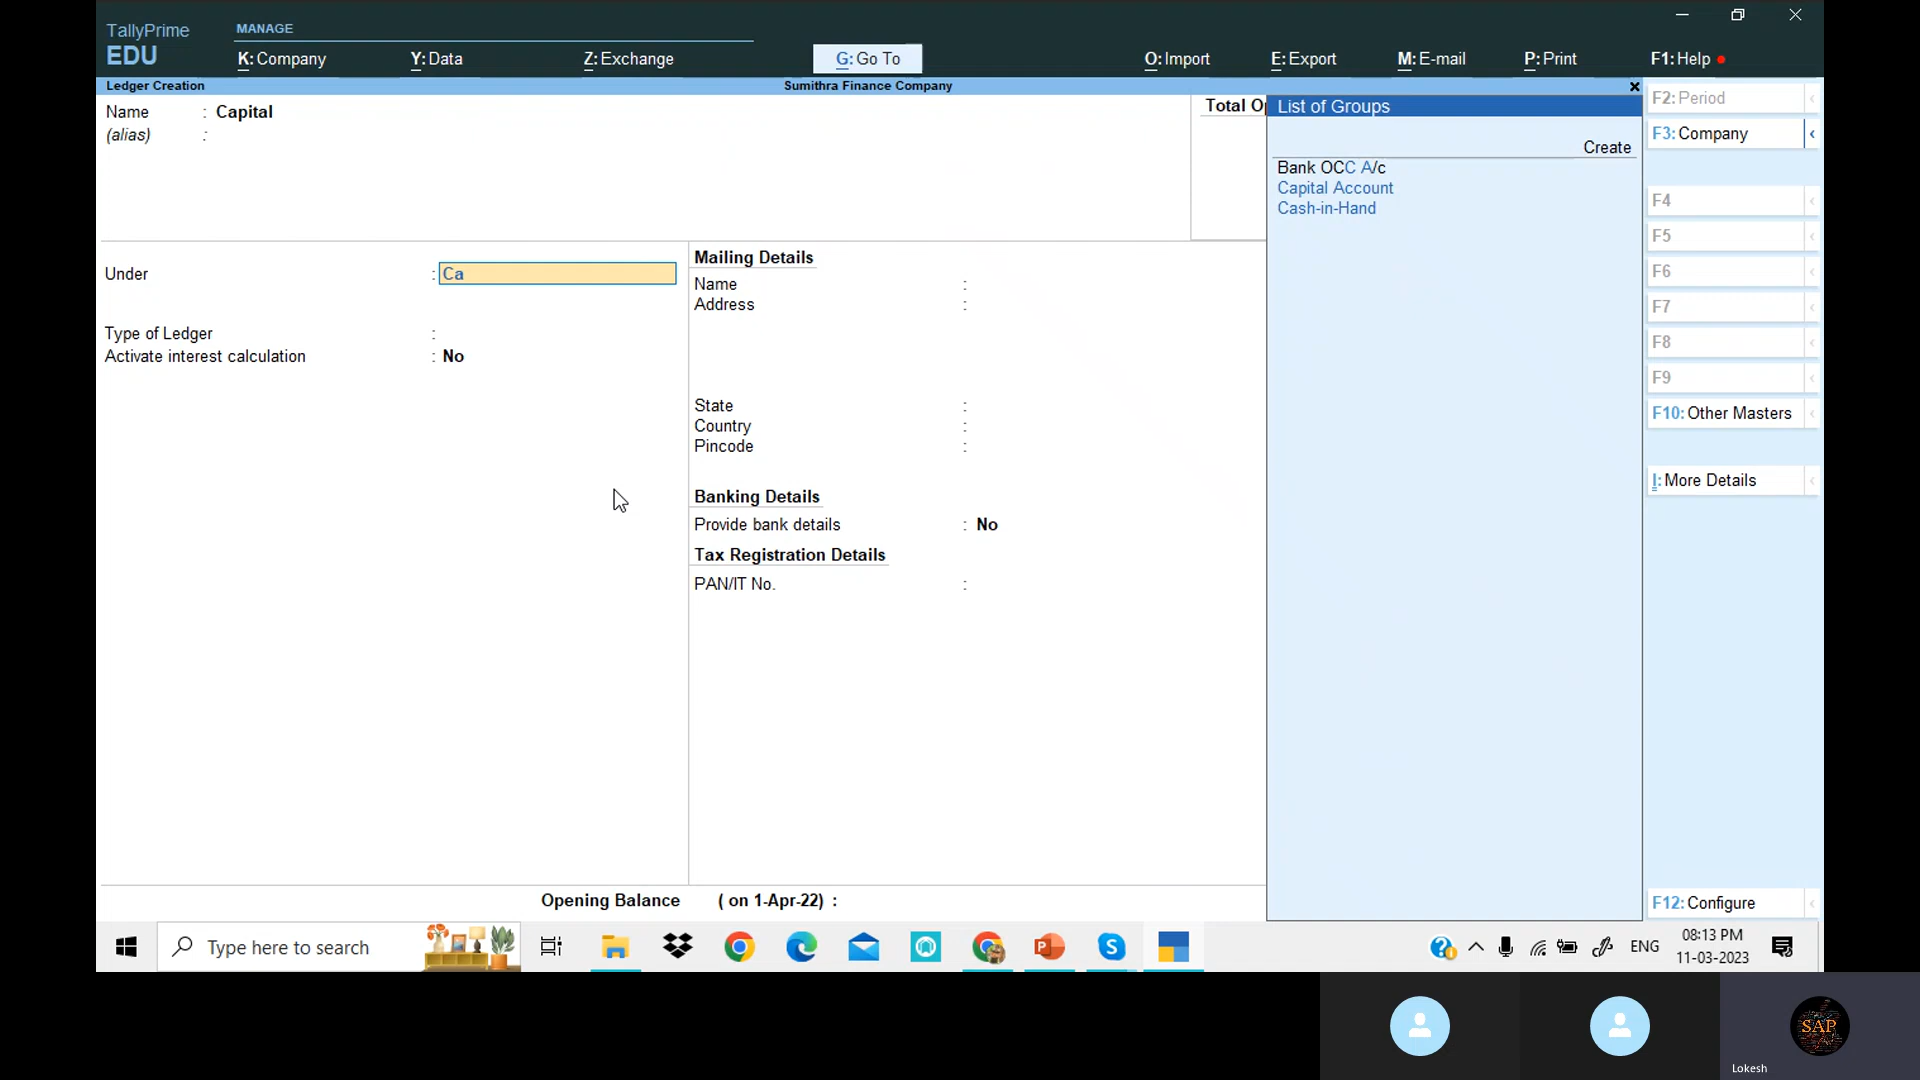 TallyPrime
EDU
MANAGE
K: Company
Y: Data
Z: Exchange
G: Go To
O: Import
E: Export
M: E-mail
P: Print
F1: Help
Ledger Creation
Sumithra Finance Company
Name : Capital
(alias) :
Total Op
List of Groups
Create
Bank OCC A/c
Capital Account
Cash-in-Hand
Under : Ca
Type of Ledger :
Activate interest calculation : No
Mailing Details
Name :
Address :
State :
Country :
Pincode :
Banking Details
Provide bank details : No
Tax Registration Details
PAN/IT No. :
Opening Balance ( on 1-Apr-22) :
F2: Period
F3: Company
F4
F5
F6
F7
F8
F9
F10: Other Masters
I: More Details
F12: Configure
Type here to search
ENG
08:13 PM
11-03-2023
SAP
Lokesh